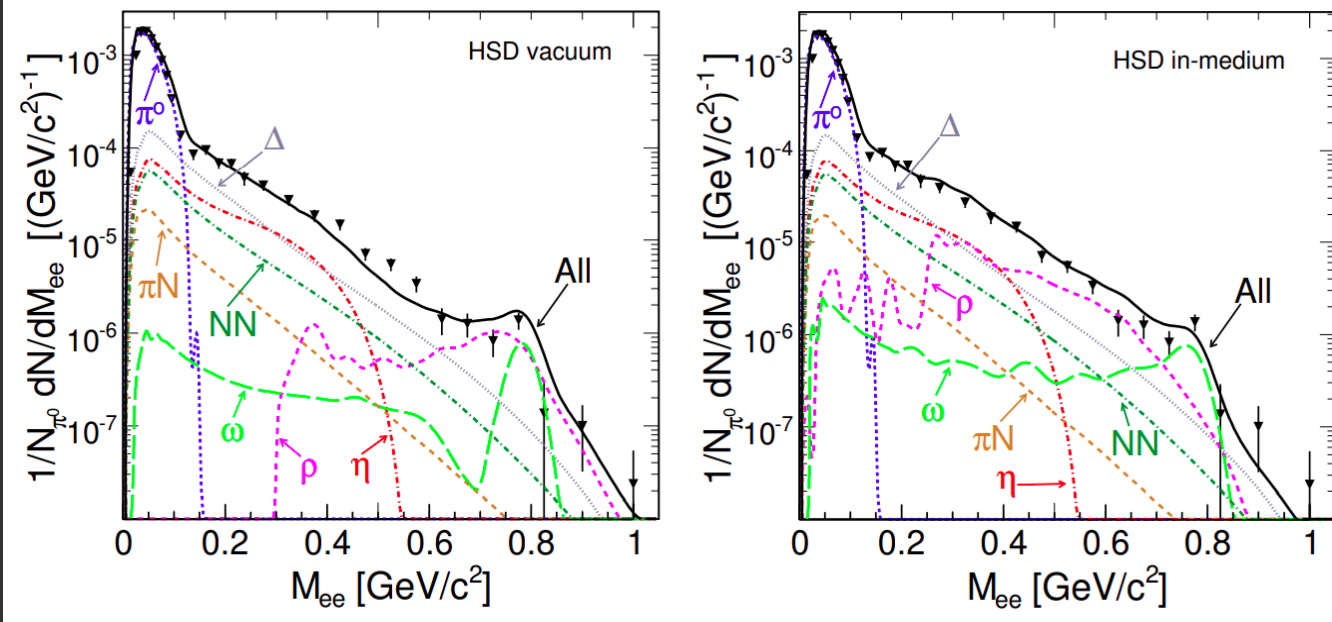 HSD vacuum
10⁻³
10⁻⁴
10⁻⁵
10⁻⁶
10⁻⁷
1/N_π⁰ dN/dM_ee [(GeV/c²)⁻¹]
π⁰
Δ
πN
NN
ω
ρ
η
All
0 0.2 0.4 0.6 0.8 1
M_ee [GeV/c²]
HSD in-medium
10⁻³
10⁻⁴
10⁻⁵
10⁻⁶
10⁻⁷
1/N_π⁰ dN/dM_ee [(GeV/c²)⁻¹]
π⁰
Δ
ρ
All
ω
πN
NN
η
0 0.2 0.4 0.6 0.8 1
M_ee [GeV/c²]